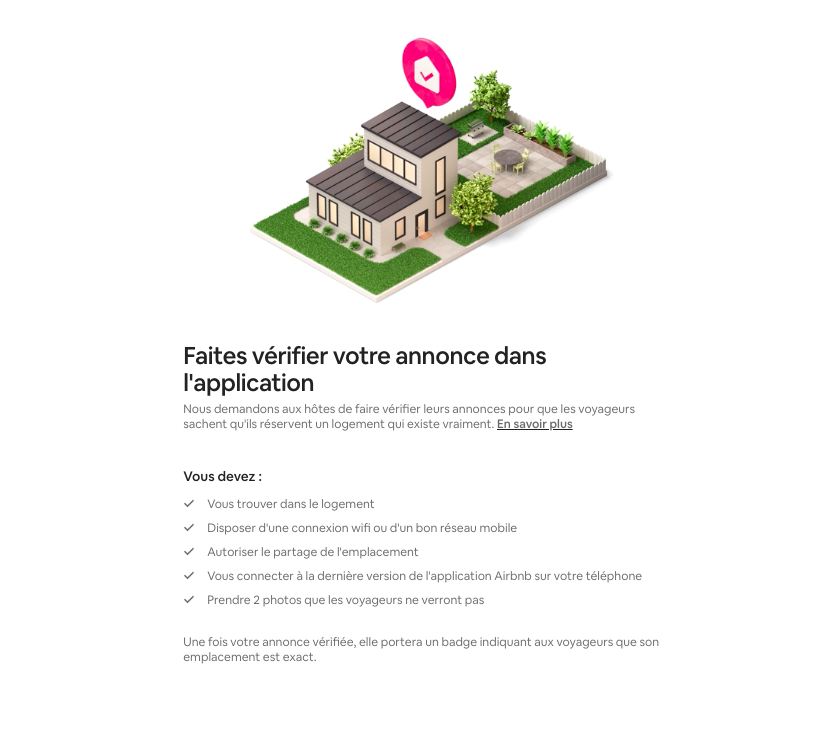 Faites vérifier votre annonce dans
l'application
Nous demandons aux hôtes de faire vérifier leurs annonces pour que les voyageurs
sachent qu'ils réservent un logement qui existe vraiment. En savoir plus
Vous devez :
Vous trouver dans le logement
Disposer d'une connexion wifi ou d'un bon réseau mobile
Autoriser le partage de l'emplacement
Vous connecter à la dernière version de l'application Airbnb sur votre téléphone
Prendre 2 photos que les voyageurs ne verront pas
Une fois votre annonce vérifiée, elle portera un badge indiquant aux voyageurs que son
emplacement est exact.